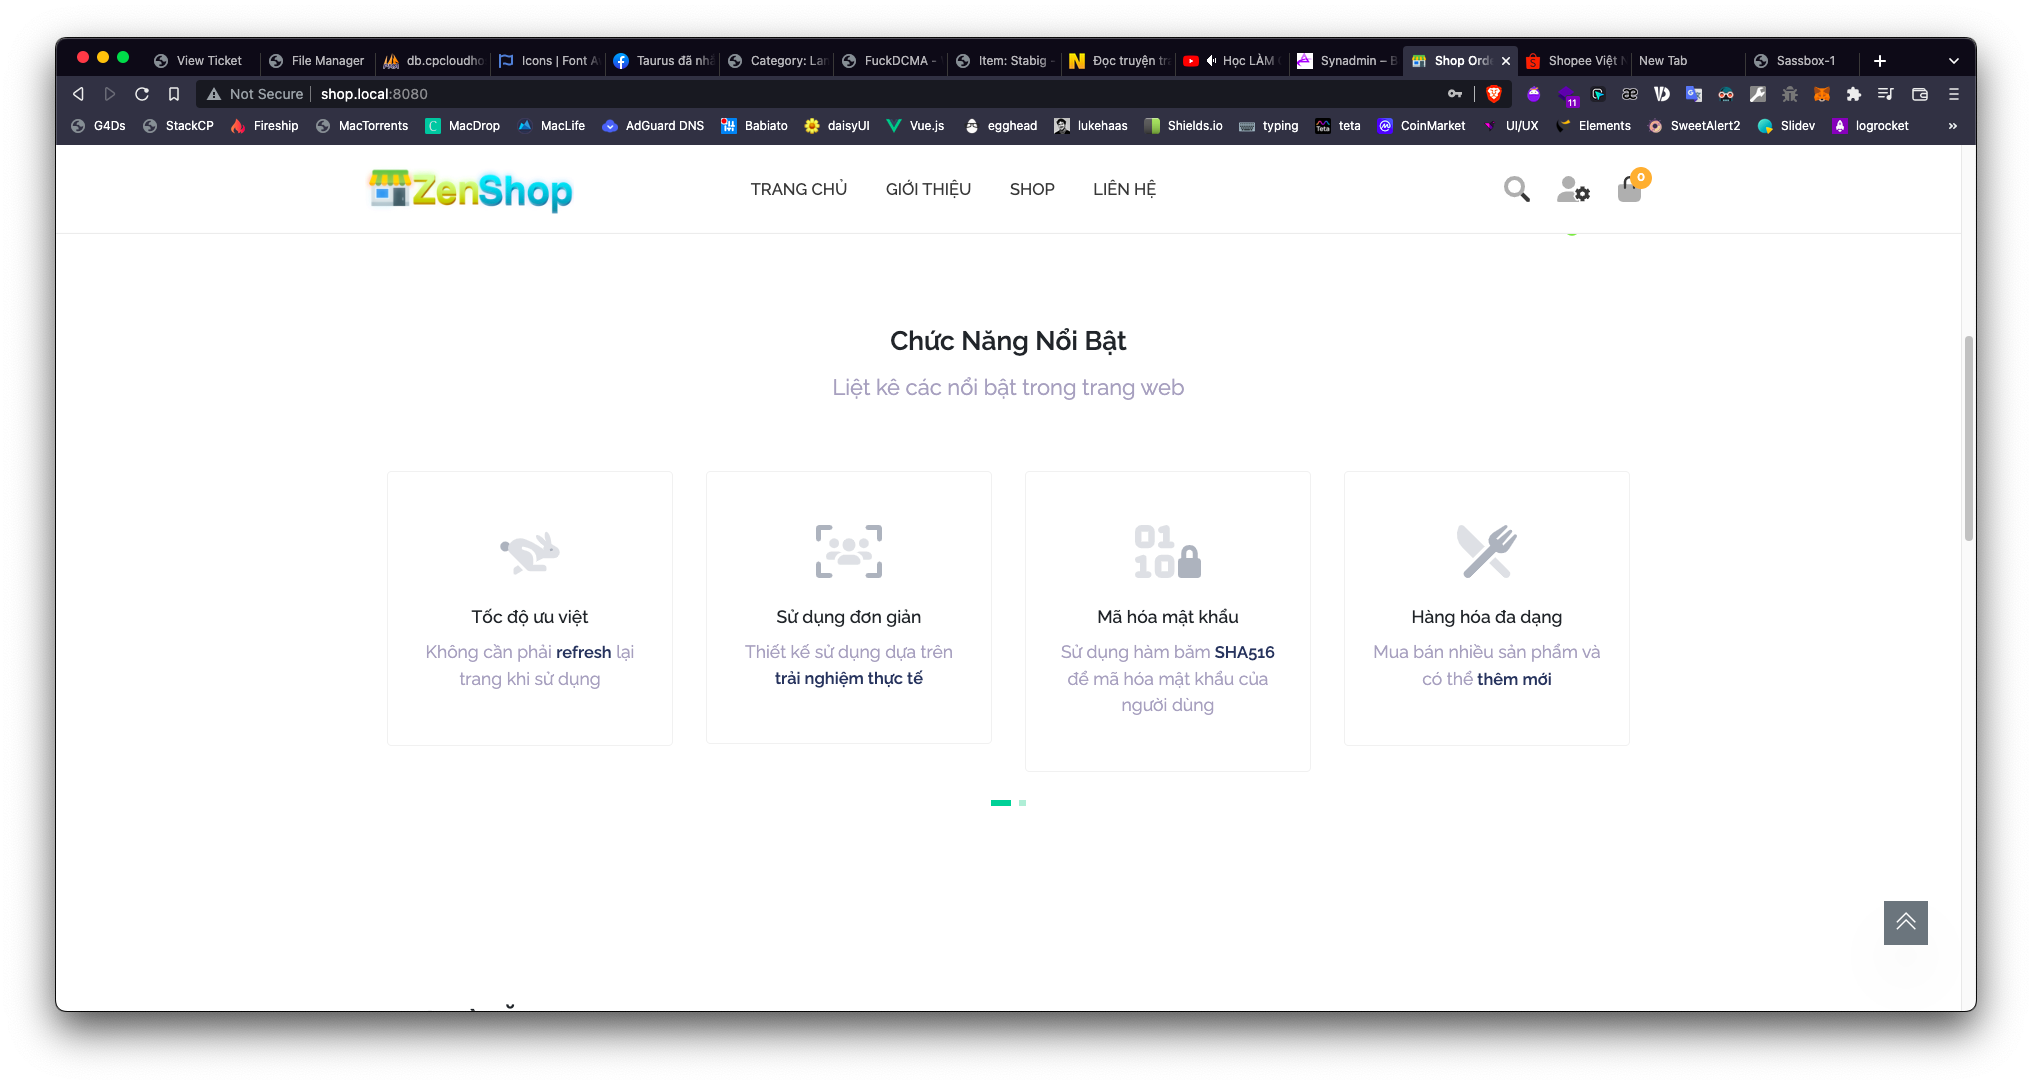 View Ticket
File Manager
db.cpcloudho
Icons | Font A
Taurus đã nhắ
Category: Lan
FuckDCMA -
Item: Stabig -
Đọc truyện tra
Học LÀM
Synadmin – B
Shop Orde
Shopee Việt N
New Tab
Sassbox-1
Not Secure
shop.local:8080
11
G4Ds
StackCP
Fireship
MacTorrents
MacDrop
MacLife
AdGuard DNS
Babiato
daisyUI
Vue.js
egghead
lukehaas
Shields.io
typing
teta
CoinMarket
UI/UX
Elements
SweetAlert2
Slidev
logrocket
»
ZenShop
TRANG CHỦ
GIỚI THIỆU
SHOP
LIÊN HỆ
0
Chức Năng Nổi Bật
Liệt kê các nổi bật trong trang web
Tốc độ ưu việt
Không cần phải refresh lại
trang khi sử dụng
Sử dụng đơn giản
Thiết kế sử dụng dựa trên
trải nghiệm thực tế
01
10
Mã hóa mật khẩu
Sử dụng hàm băm SHA516
để mã hóa mật khẩu của
người dùng
Hàng hóa đa dạng
Mua bán nhiều sản phẩm và
có thể thêm mới